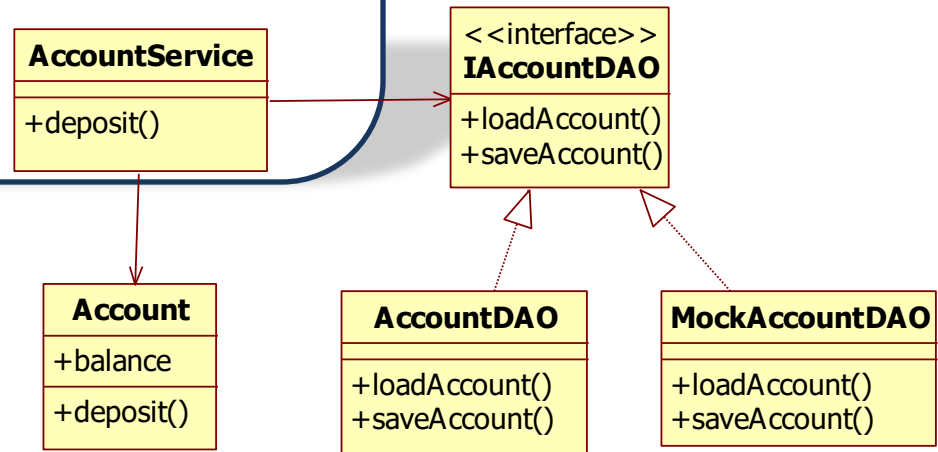 AccountService
+deposit()
<<interface>>
IAccountDAO
+loadAccount()
+saveAccount()
Account
+balance
+deposit()
AccountDAO
+loadAccount()
+saveAccount()
MockAccountDAO
+loadAccount()
+saveAccount()